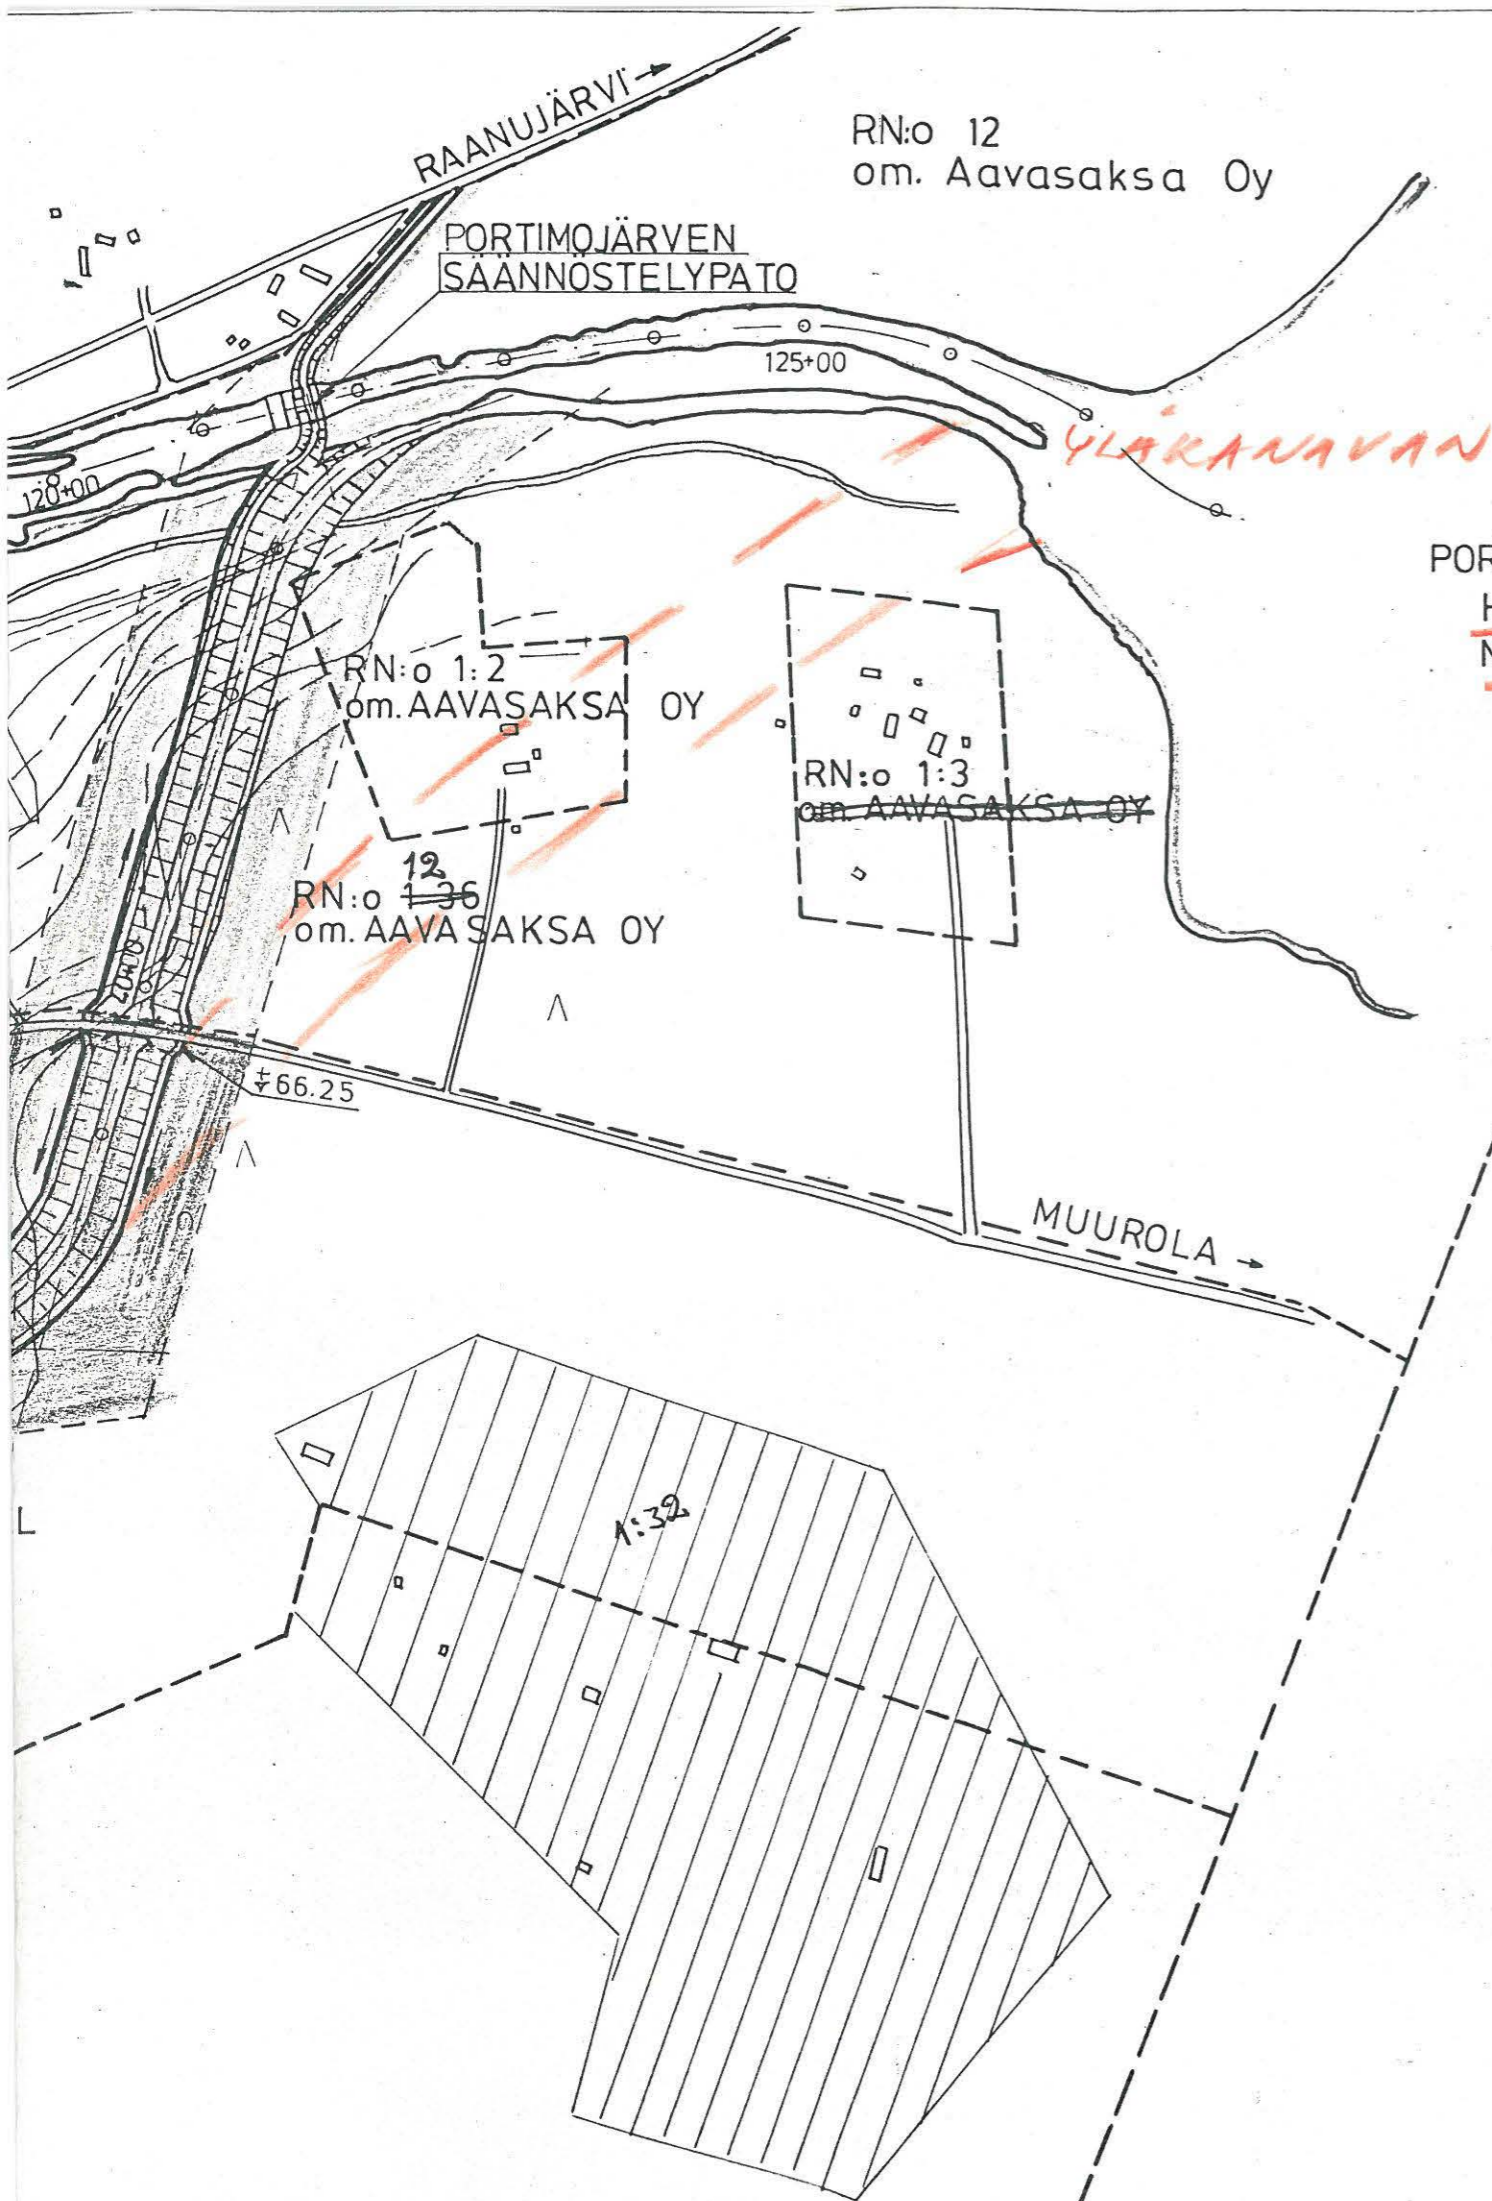 RAANUJÄRVI →
RN:o 12
om. Aavasaksa Oy
PORTIMOJÄRVEN
SÄÄNNÖSTELYPATO
125+00
YLÄKANAVAN
120+00
POR
H
N
RN:o 1:2
om. AAVASAKSA OY
RN:o 1:3
om. AAVASAKSA OY
12
RN:o 1 36
om. AAVASAKSA OY
20+00
+66.25
MUUROLA →
1:32
L